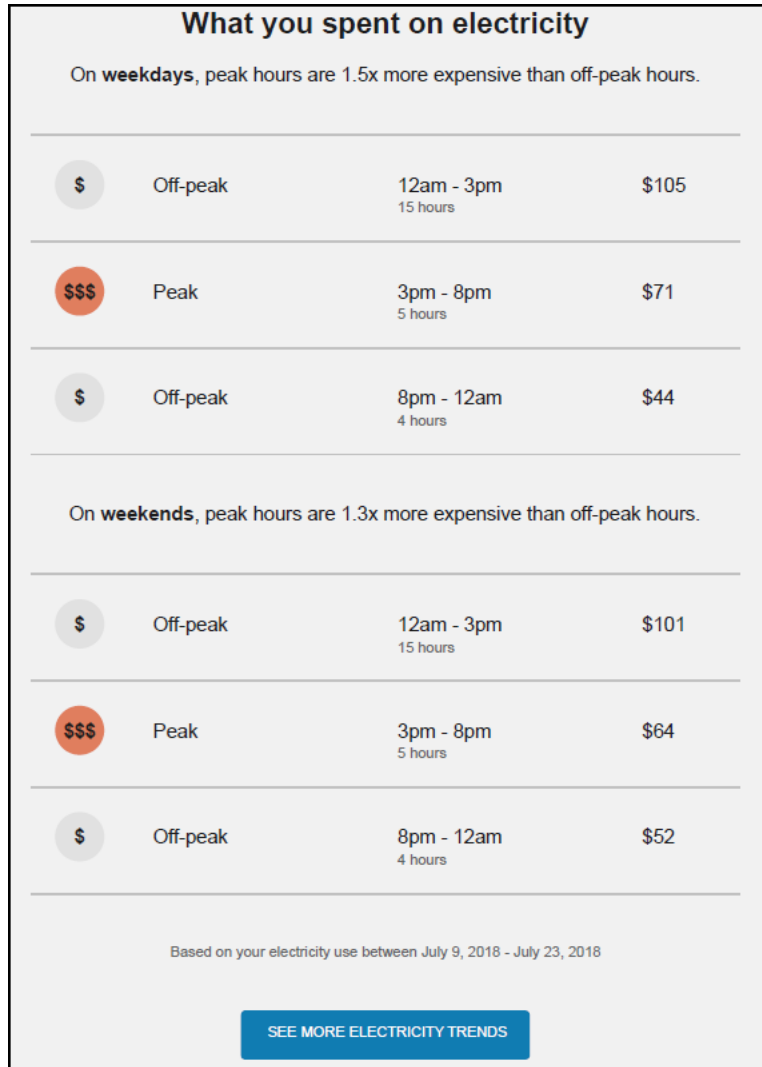 What you spent on electricity
On weekdays, peak hours are 1.5x more expensive than off-peak hours.
$ Off-peak 12am - 3pm $105
15 hours
$$$ Peak 3pm - 8pm $71
5 hours
$ Off-peak 8pm - 12am $44
4 hours
On weekends, peak hours are 1.3x more expensive than off-peak hours.
$ Off-peak 12am - 3pm $101
15 hours
$$$ Peak 3pm - 8pm $64
5 hours
$ Off-peak 8pm - 12am $52
4 hours
Based on your electricity use between July 9, 2018 - July 23, 2018
SEE MORE ELECTRICITY TRENDS